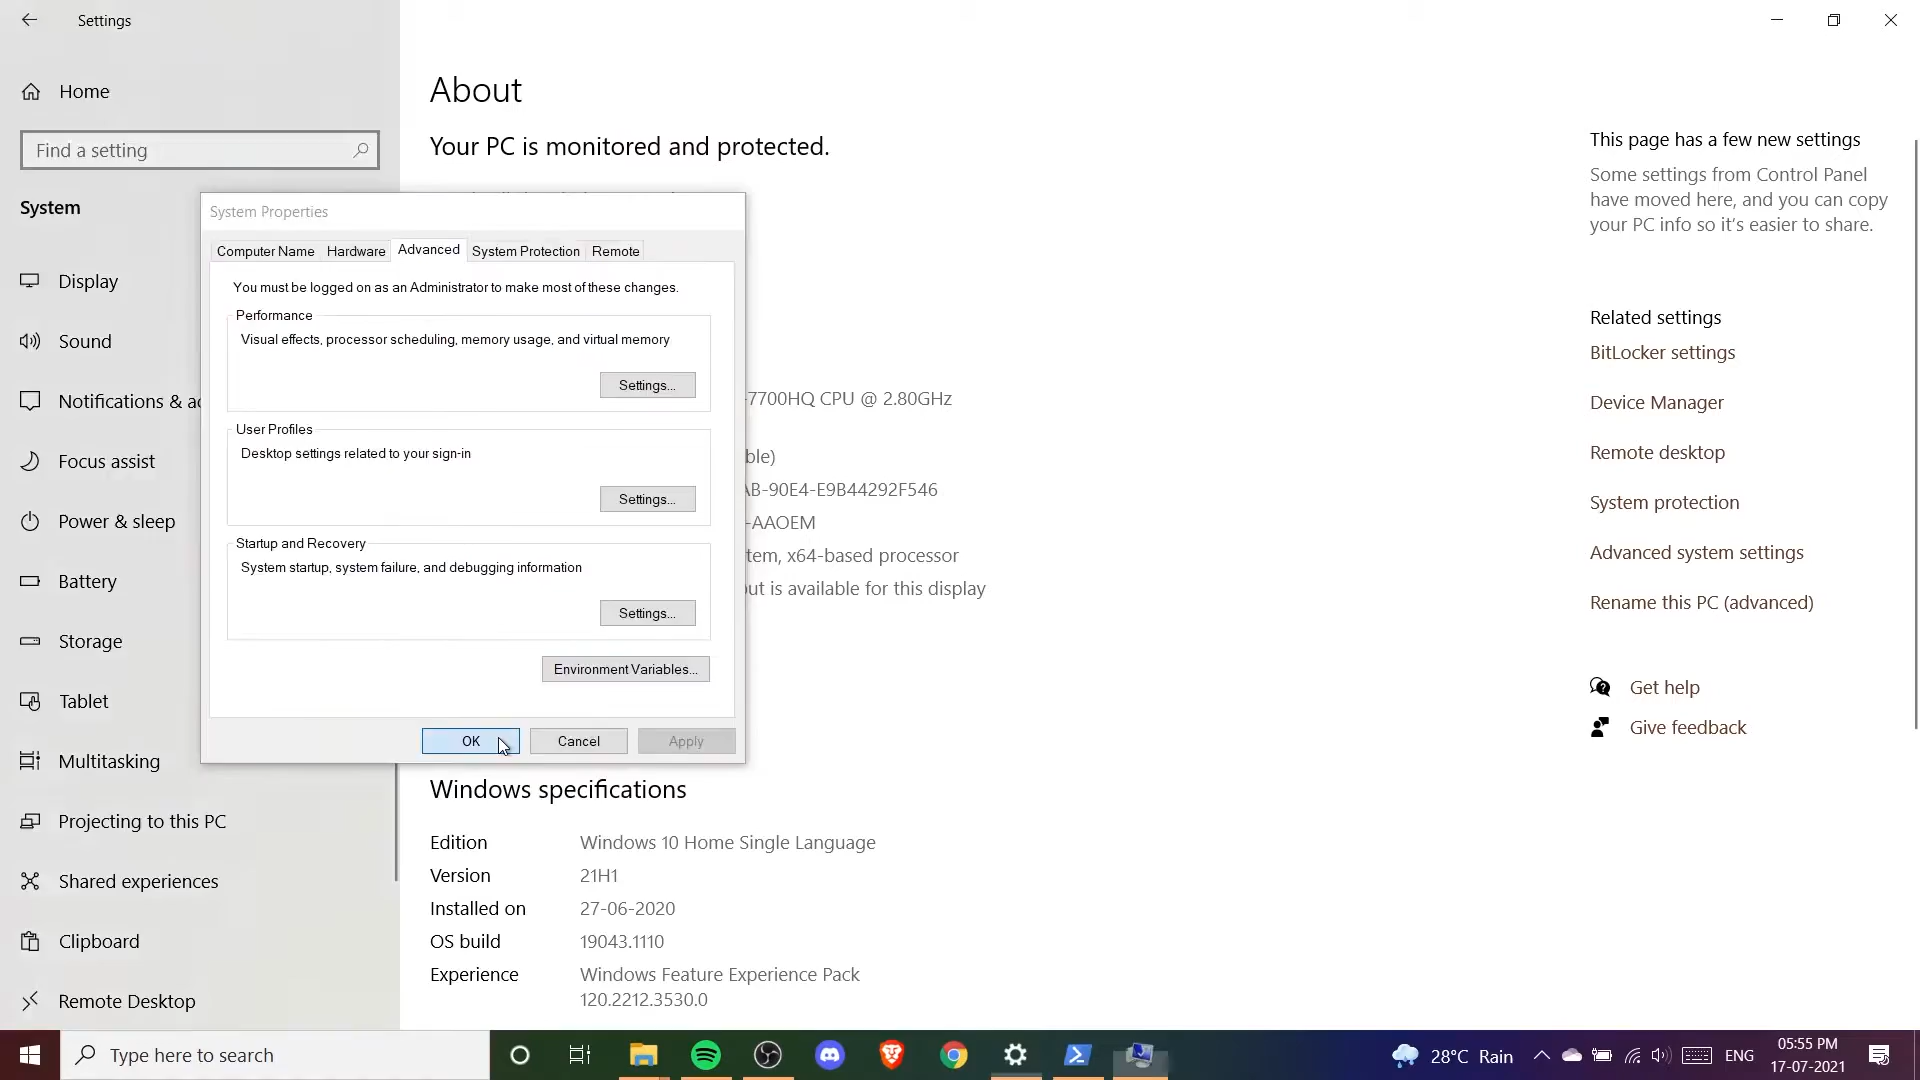 Settings
Home
Find a setting
System
Display
Sound
Notifications & ac
Focus assist
Power & sleep
Battery
Storage
Tablet
Multitasking
Projecting to this PC
Shared experiences
Clipboard
Remote Desktop
About
Your PC is monitored and protected.
System Properties
Computer Name
Hardware
Advanced
System Protection
Remote
You must be logged on as an Administrator to make most of these changes.
Performance
Visual effects, processor scheduling, memory usage, and virtual memory
Settings...
User Profiles
Desktop settings related to your sign-in
Settings...
Startup and Recovery
System startup, system failure, and debugging information
Settings...
Environment Variables...
OK
Cancel
Apply
-7700HQ CPU @ 2.80GHz
ble)
AB-90E4-E9B44292F546
-AAOEM
tem, x64-based processor
out is available for this display
Windows specifications
Edition Windows 10 Home Single Language
Version 21H1
Installed on 27-06-2020
OS build 19043.1110
Experience Windows Feature Experience Pack
120.2212.3530.0
This page has a few new settings
Some settings from Control Panel
have moved here, and you can copy
your PC info so it's easier to share.
Related settings
BitLocker settings
Device Manager
Remote desktop
System protection
Advanced system settings
Rename this PC (advanced)
Get help
Give feedback
Type here to search
28°C Rain
ENG
05:55 PM
17-07-2021